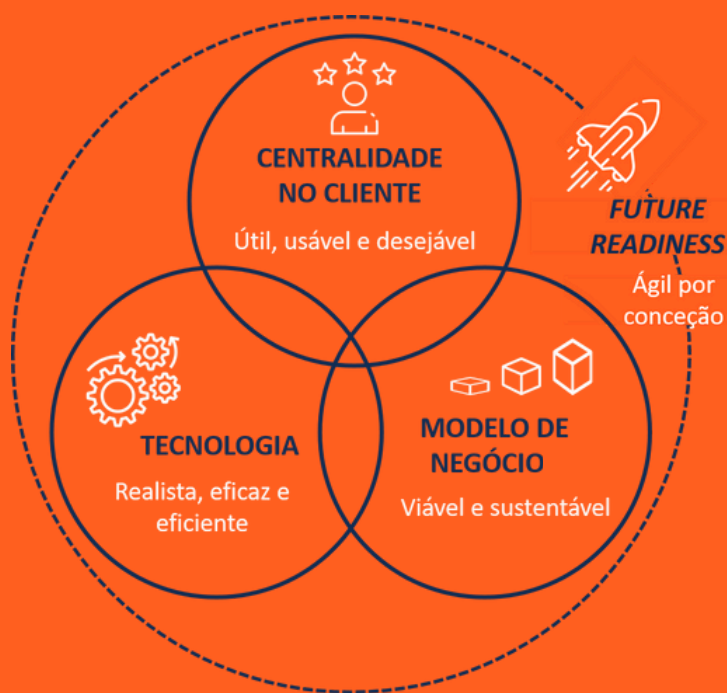 CENTRALIDADE
NO CLIENTE
Útil, usável e desejável
FUTURE
READINESS
Ágil por
conceção
TECNOLOGIA
Realista, eficaz e
eficiente
MODELO DE
NEGÓCIO
Viável e sustentável